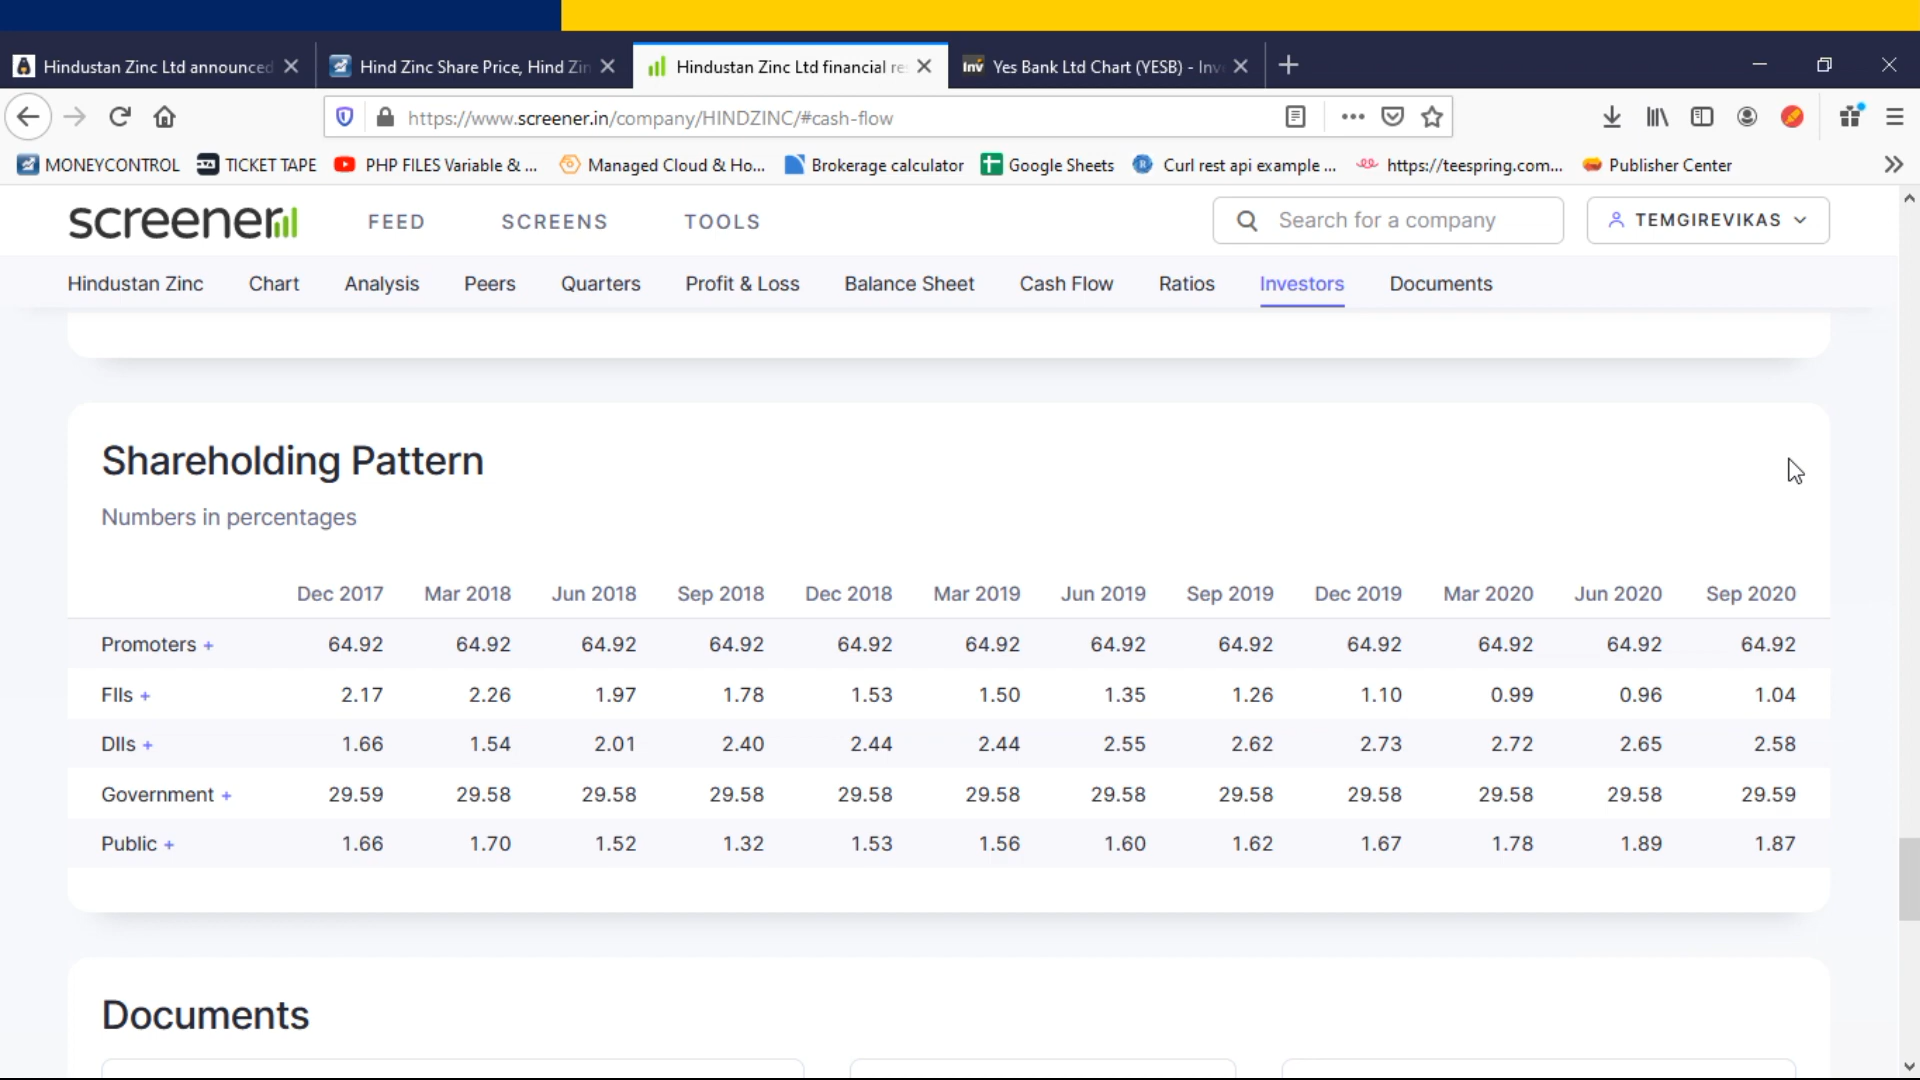 Hindustan Zinc Ltd announced
Hind Zinc Share Price, Hind Zin
Hindustan Zinc Ltd financial re
Yes Bank Ltd Chart (YESB) - Inv
https://www.screener.in/company/HINDZINC/#cash-flow
MONEYCONTROL TICKET TAPE PHP FILES Variable & ... Managed Cloud & Ho... Brokerage calculator Google Sheets Curl rest api example ... https://teespring.com... Publisher Center
screener FEED SCREENS TOOLS Search for a company TEMGIREVIKAS
Hindustan Zinc Chart Analysis Peers Quarters Profit & Loss Balance Sheet Cash Flow Ratios Investors Documents
Shareholding Pattern
Numbers in percentages
Dec 2017 Mar 2018 Jun 2018 Sep 2018 Dec 2018 Mar 2019 Jun 2019 Sep 2019 Dec 2019 Mar 2020 Jun 2020 Sep 2020
Promoters + 64.92 64.92 64.92 64.92 64.92 64.92 64.92 64.92 64.92 64.92 64.92 64.92
FIIs + 2.17 2.26 1.97 1.78 1.53 1.50 1.35 1.26 1.10 0.99 0.96 1.04
DIIs + 1.66 1.54 2.01 2.40 2.44 2.44 2.55 2.62 2.73 2.72 2.65 2.58
Government + 29.59 29.58 29.58 29.58 29.58 29.58 29.58 29.58 29.58 29.58 29.58 29.59
Public + 1.66 1.70 1.52 1.32 1.53 1.56 1.60 1.62 1.67 1.78 1.89 1.87
Documents